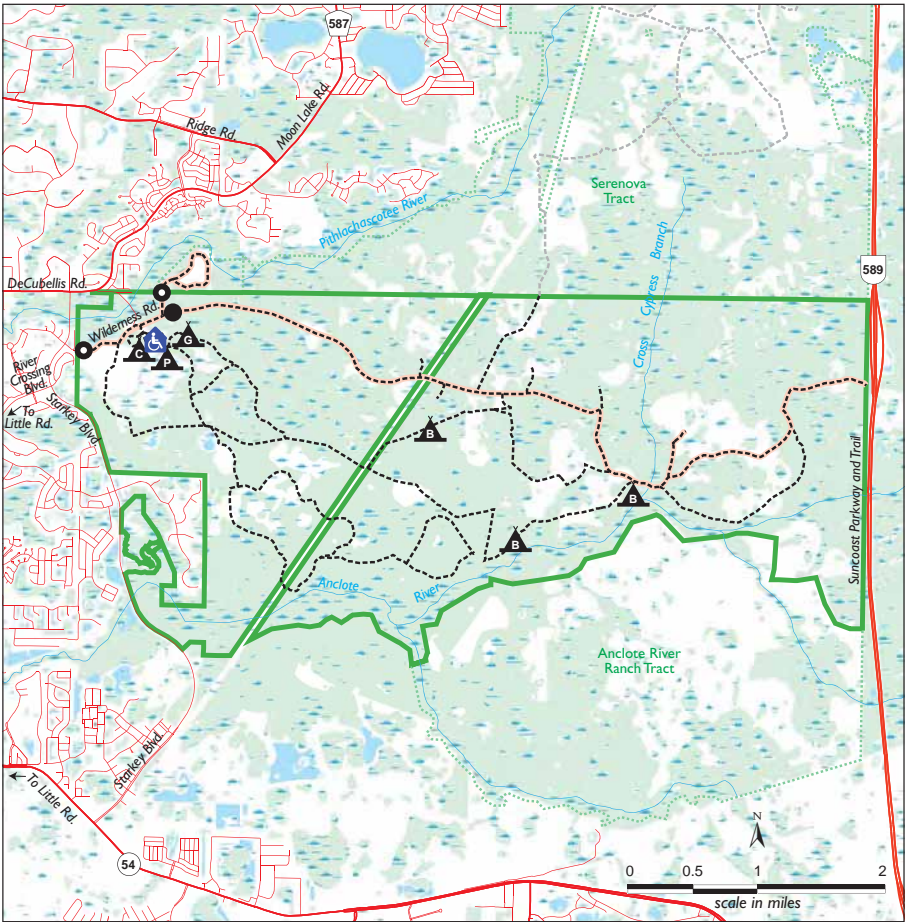 587
Ridge Rd.
Moon Lake Rd.
Serenova
Tract
Pithlachascotee River
Cross Cypress Branch
589
DeCubellis Rd.
Wilderness Rd.
G
C
P
River
Crossing
Blvd.
To
Little Rd.
Starkey Blvd.
B
B
B
Suncoast Parkway and Trail
Anclote River
Anclote River
Ranch Tract
Starkey Blvd.
To Little Rd.
54
N
0 0.5 1 2
scale in miles